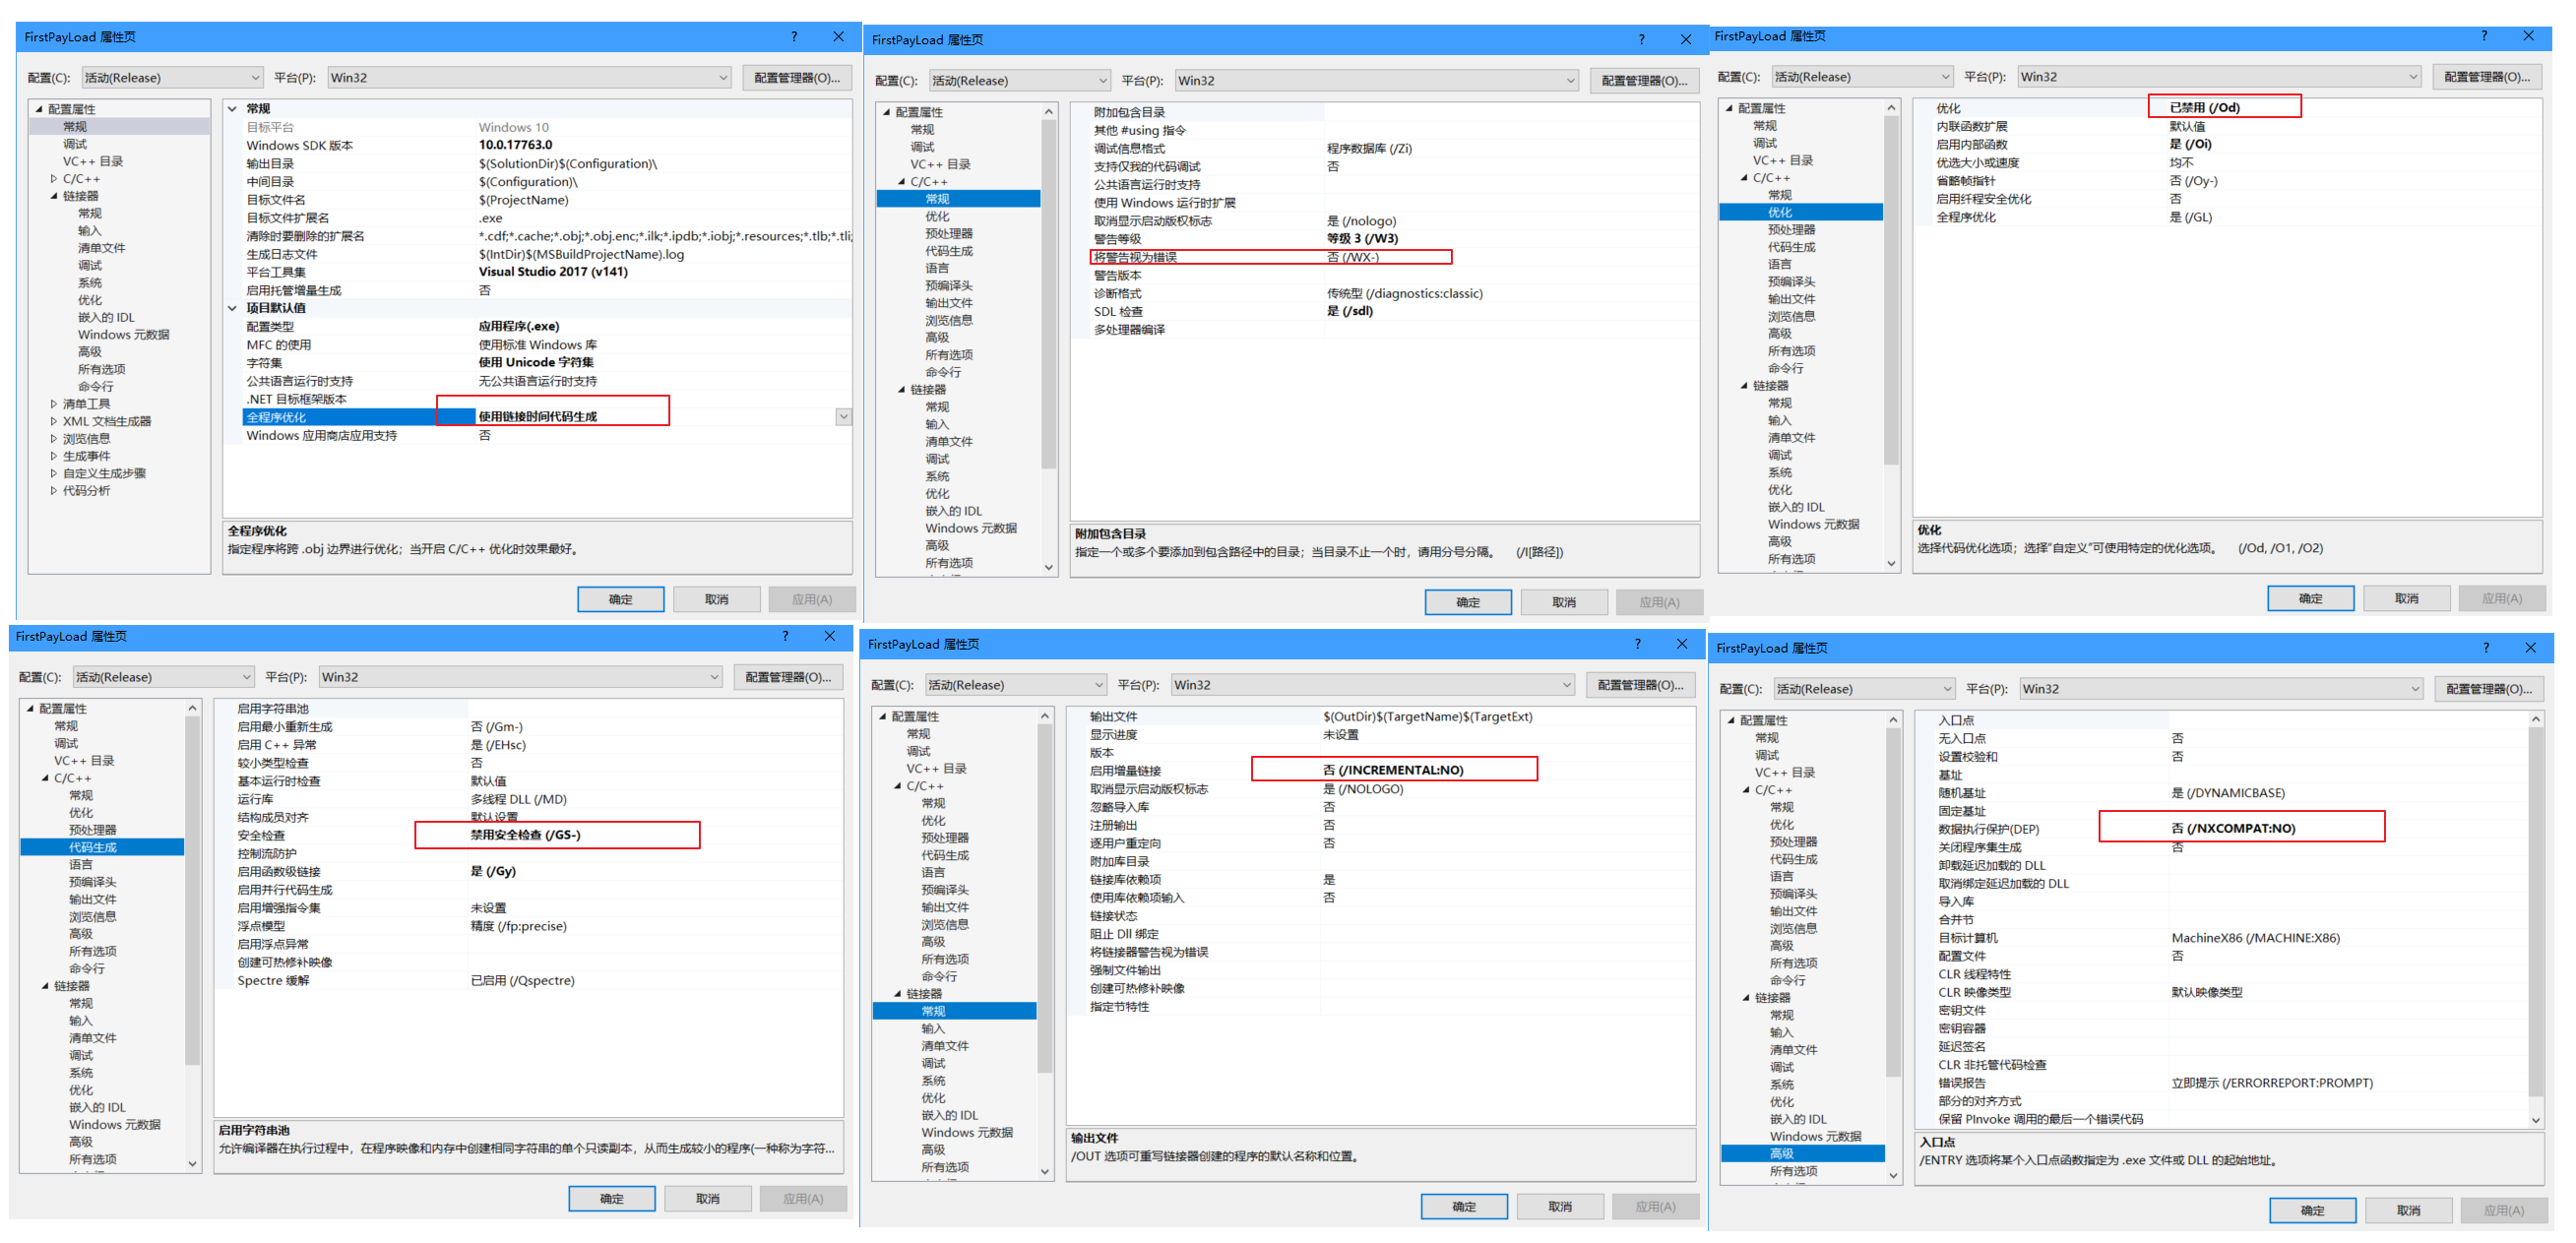 FirstPayLoad 属性页
? ×
配置(C): 活动(Release) 平台(P): Win32 配置管理器(O)...
配置属性
常规
调试
VC++ 目录
C/C++
链接器
常规
输入
清单文件
调试
系统
优化
嵌入的 IDL
Windows 元数据
高级
所有选项
命令行
清单工具
XML 文档生成器
浏览信息
生成事件
自定义生成步骤
代码分析
常规
目标平台 Windows 10
Windows SDK 版本 10.0.17763.0
输出目录 $(SolutionDir)$(Configuration)\
中间目录 $(Configuration)\
目标文件名 $(ProjectName)
目标文件扩展名 .exe
清除时要删除的扩展名 *.cdf;*.cache;*.obj;*.obj.enc;*.ilk;*.ipdb;*.iobj;*.resources;*.tlb;*.tli;
生成日志文件 $(IntDir)$(MSBuildProjectName).log
平台工具集 Visual Studio 2017 (v141)
启用托管增量生成 否
项目默认值
配置类型 应用程序(.exe)
MFC 的使用 使用标准 Windows 库
字符集 使用 Unicode 字符集
公共语言运行时支持 无公共语言运行时支持
.NET 目标框架版本
全程序优化 使用链接时间代码生成
Windows 应用商店应用支持 否
全程序优化
指定程序将跨 .obj 边界进行优化；当开启 C/C++ 优化时效果最好。
确定 取消 应用(A)
FirstPayLoad 属性页
? ×
配置(C): 活动(Release) 平台(P): Win32 配置管理器(O)...
配置属性
常规
调试
VC++ 目录
C/C++
常规
优化
预处理器
代码生成
语言
预编译头
输出文件
浏览信息
高级
所有选项
命令行
链接器
常规
输入
清单文件
调试
系统
优化
嵌入的 IDL
Windows 元数据
高级
所有选项
附加包含目录
其他 #using 指令
调试信息格式 程序数据库 (/Zi)
支持仅我的代码调试 否
公共语言运行时支持
使用 Windows 运行时扩展
取消显示启动版权标志 是 (/nologo)
警告等级 等级 3 (/W3)
将警告视为错误 否 (/WX-)
警告版本
诊断格式 传统型 (/diagnostics:classic)
SDL 检查 是 (/sdl)
多处理器编译
附加包含目录
指定一个或多个要添加到包含路径中的目录；当目录不止一个时，请用分号分隔。 (/I[路径])
确定 取消 应用(A)
FirstPayLoad 属性页
? ×
配置(C): 活动(Release) 平台(P): Win32 配置管理器(O)...
配置属性
常规
调试
VC++ 目录
C/C++
常规
优化
预处理器
代码生成
语言
预编译头
输出文件
浏览信息
高级
所有选项
命令行
链接器
常规
输入
清单文件
调试
系统
优化
嵌入的 IDL
Windows 元数据
高级
所有选项
优化 已禁用 (/Od)
内联函数扩展 默认值
启用内部函数 是 (/Oi)
优选大小或速度 均不
省略帧指针 否 (/Oy-)
启用纤程安全优化 否
全程序优化 是 (/GL)
优化
选择代码优化选项；选择“自定义”可使用特定的优化选项。 (/Od, /O1, /O2)
确定 取消 应用(A)
FirstPayLoad 属性页
? ×
配置(C): 活动(Release) 平台(P): Win32 配置管理器(O)...
配置属性
常规
调试
VC++ 目录
C/C++
常规
优化
预处理器
代码生成
语言
预编译头
输出文件
浏览信息
高级
所有选项
命令行
链接器
常规
输入
清单文件
调试
系统
优化
嵌入的 IDL
Windows 元数据
高级
所有选项
启用字符串池
启用最小重新生成 否 (/Gm-)
启用 C++ 异常 是 (/EHsc)
较小类型检查 否
基本运行时检查 默认值
运行库 多线程 DLL (/MD)
结构成员对齐 默认设置
安全检查 禁用安全检查 (/GS-)
控制流防护
启用函数级链接 是 (/Gy)
启用并行代码生成
启用增强指令集 未设置
浮点模型 精度 (/fp:precise)
启用浮点异常
创建可热修补映像
Spectre 缓解 已启用 (/Qspectre)
启用字符串池
允许编译器在执行过程中，在程序映像和内存中创建相同字符串的单个只读副本，从而生成较小的程序(一种称为字符...
确定 取消 应用(A)
FirstPayLoad 属性页
? ×
配置(C): 活动(Release) 平台(P): Win32 配置管理器(O)...
配置属性
常规
调试
VC++ 目录
C/C++
常规
优化
预处理器
代码生成
语言
预编译头
输出文件
浏览信息
高级
所有选项
命令行
链接器
常规
输入
清单文件
调试
系统
优化
嵌入的 IDL
Windows 元数据
高级
所有选项
输出文件 $(OutDir)$(TargetName)$(TargetExt)
显示进度 未设置
版本
启用增量链接 否 (/INCREMENTAL:NO)
取消显示启动版权标志 是 (/NOLOGO)
忽略导入库 否
注册输出 否
逐用户重定向 否
附加库目录
链接库依赖项 是
使用库依赖项输入 否
链接状态
阻止 Dll 绑定
将链接器警告视为错误
强制文件输出
创建可热修补映像
指定节特性
输出文件
/OUT 选项可重写链接器创建的程序的默认名称和位置。
确定 取消 应用(A)
FirstPayLoad 属性页
? ×
配置(C): 活动(Release) 平台(P): Win32 配置管理器(O)...
配置属性
常规
调试
VC++ 目录
C/C++
常规
优化
预处理器
代码生成
语言
预编译头
输出文件
浏览信息
高级
所有选项
命令行
链接器
常规
输入
清单文件
调试
系统
优化
嵌入的 IDL
Windows 元数据
高级
所有选项
入口点
无入口点 否
设置校验和 否
基址
随机基址 是 (/DYNAMICBASE)
固定基址
数据执行保护(DEP) 否 (/NXCOMPAT:NO)
关闭程序集生成 否
卸载延迟加载的 DLL
取消绑定延迟加载的 DLL
导入库
合并节
目标计算机 MachineX86 (/MACHINE:X86)
配置文件 否
CLR 线程特性
CLR 映像类型 默认映像类型
密钥文件
密钥容器
延迟签名
CLR 非托管代码检查
错误报告 立即提示 (/ERRORREPORT:PROMPT)
部分的对齐方式
保留 PInvoke 调用的最后一个错误代码
入口点
/ENTRY 选项将某个入口点函数指定为 .exe 文件或 DLL 的起始地址。
确定 取消 应用(A)